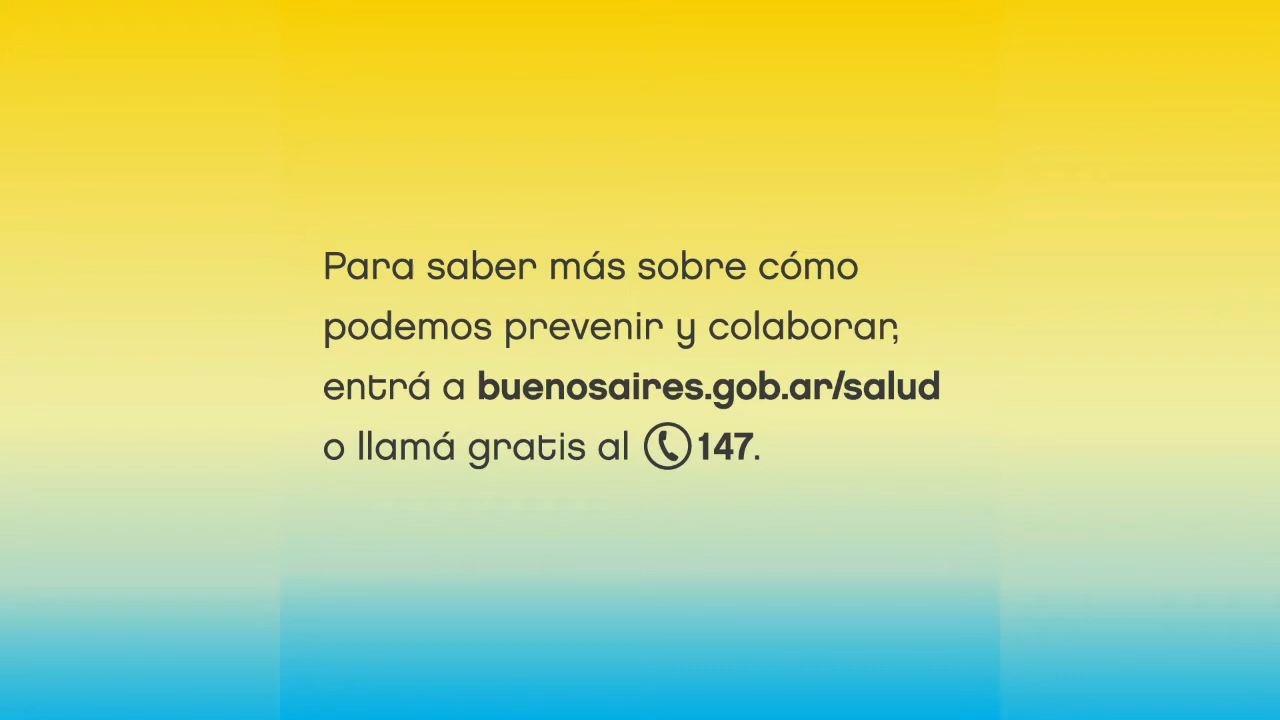 Para saber más sobre cómo
podemos prevenir y colaborar,
entrá a buenosaires.gob.ar/salud
o llamá gratis al 147.